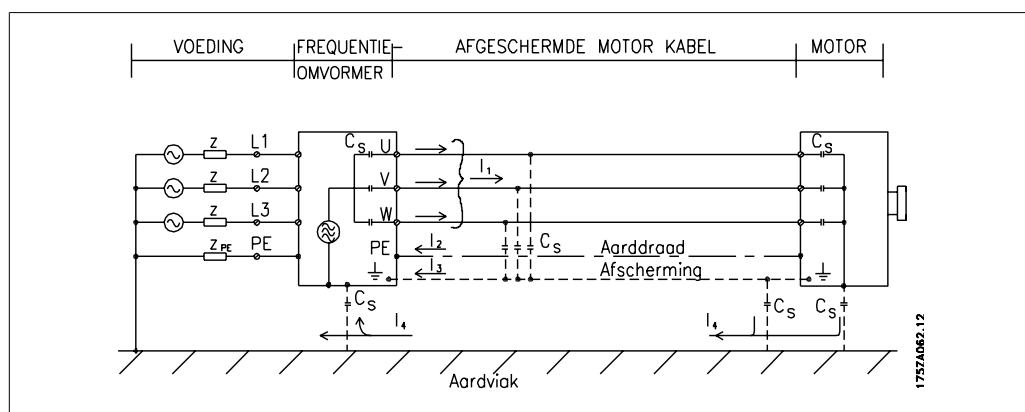 VOEDING FREQUENTIE- AFGESCHERMDE MOTOR KABEL MOTOR
OMVORMER
Z L1 CS U CS
I1
Z L2 V
Z L3 W
ZPE PE PE I2 CS Aarddraad
I3 Afscherming
CS CS CS
I4 I4
Aardvlak
175ZA062.12